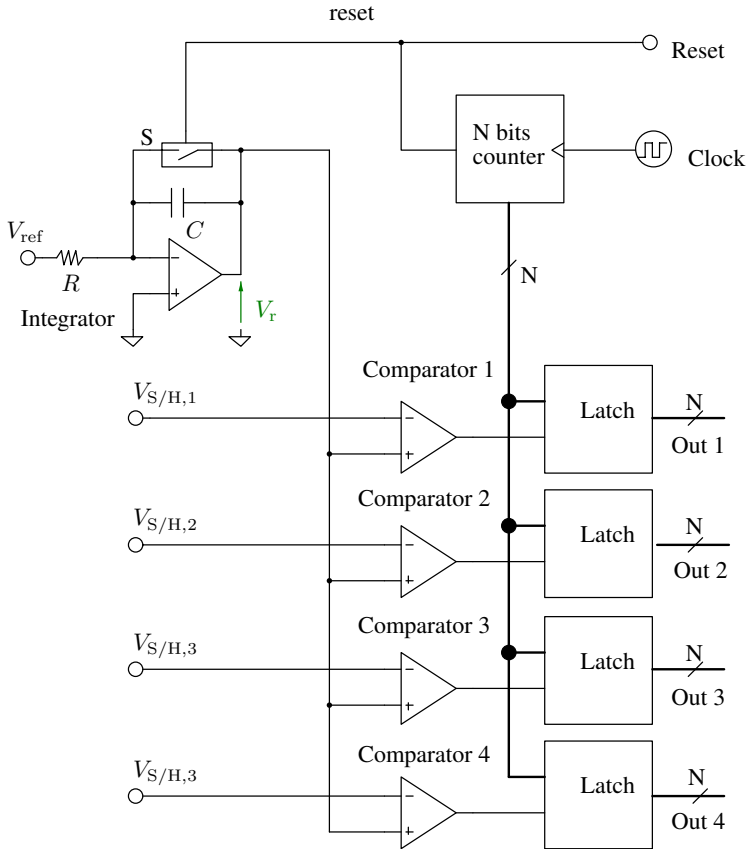 reset
Reset
S
N bits
counter
Clock
C
V_ref
R
N
V_r
Integrator
Comparator 1
V_S/H,1
Latch
N
Out 1
Comparator 2
V_S/H,2
Latch
N
Out 2
Comparator 3
V_S/H,3
Latch
N
Out 3
Comparator 4
V_S/H,3
Latch
N
Out 4